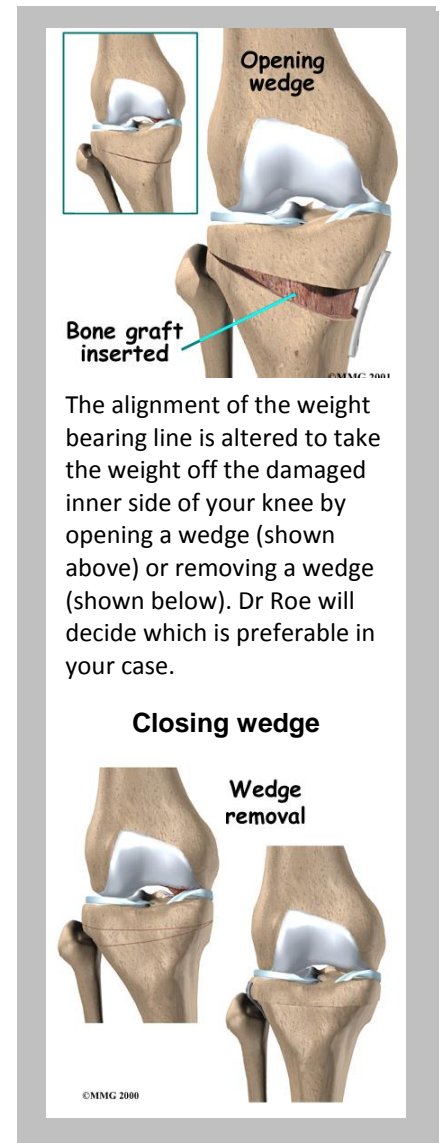 Opening
wedge
Bone graft
inserted
©MMG 2001
The alignment of the weight
bearing line is altered to take
the weight off the damaged
inner side of your knee by
opening a wedge (shown
above) or removing a wedge
(shown below). Dr Roe will
decide which is preferable in
your case.
Closing wedge
Wedge
removal
©MMG 2000